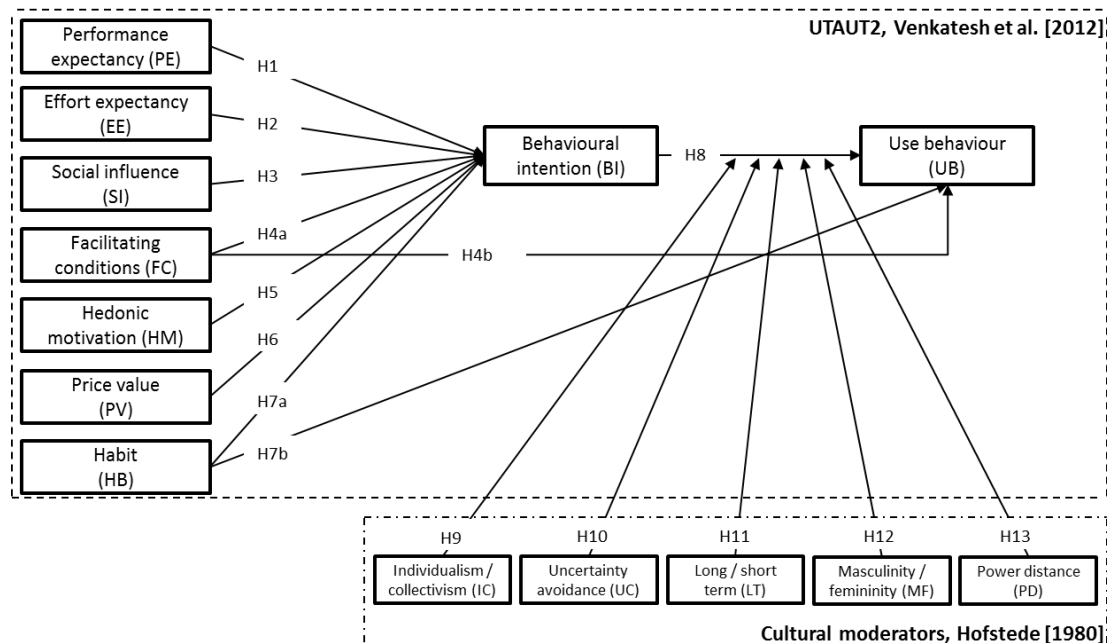 UTAUT2, Venkatesh et al. [2012]
Performance
expectancy (PE)
H1
Effort expectancy
(EE)
H2
Social influence
(SI)
H3
Facilitating
conditions (FC)
H4a
H4b
Hedonic
motivation (HM)
H5
Price value
(PV)
H6
Habit
(HB)
H7a
H7b
Behavioural
intention (BI)
H8
Use behaviour
(UB)
H9
Individualism /
collectivism (IC)
H10
Uncertainty
avoidance (UC)
H11
Long / short
term (LT)
H12
Masculinity /
femininity (MF)
H13
Power distance
(PD)
Cultural moderators, Hofstede [1980]